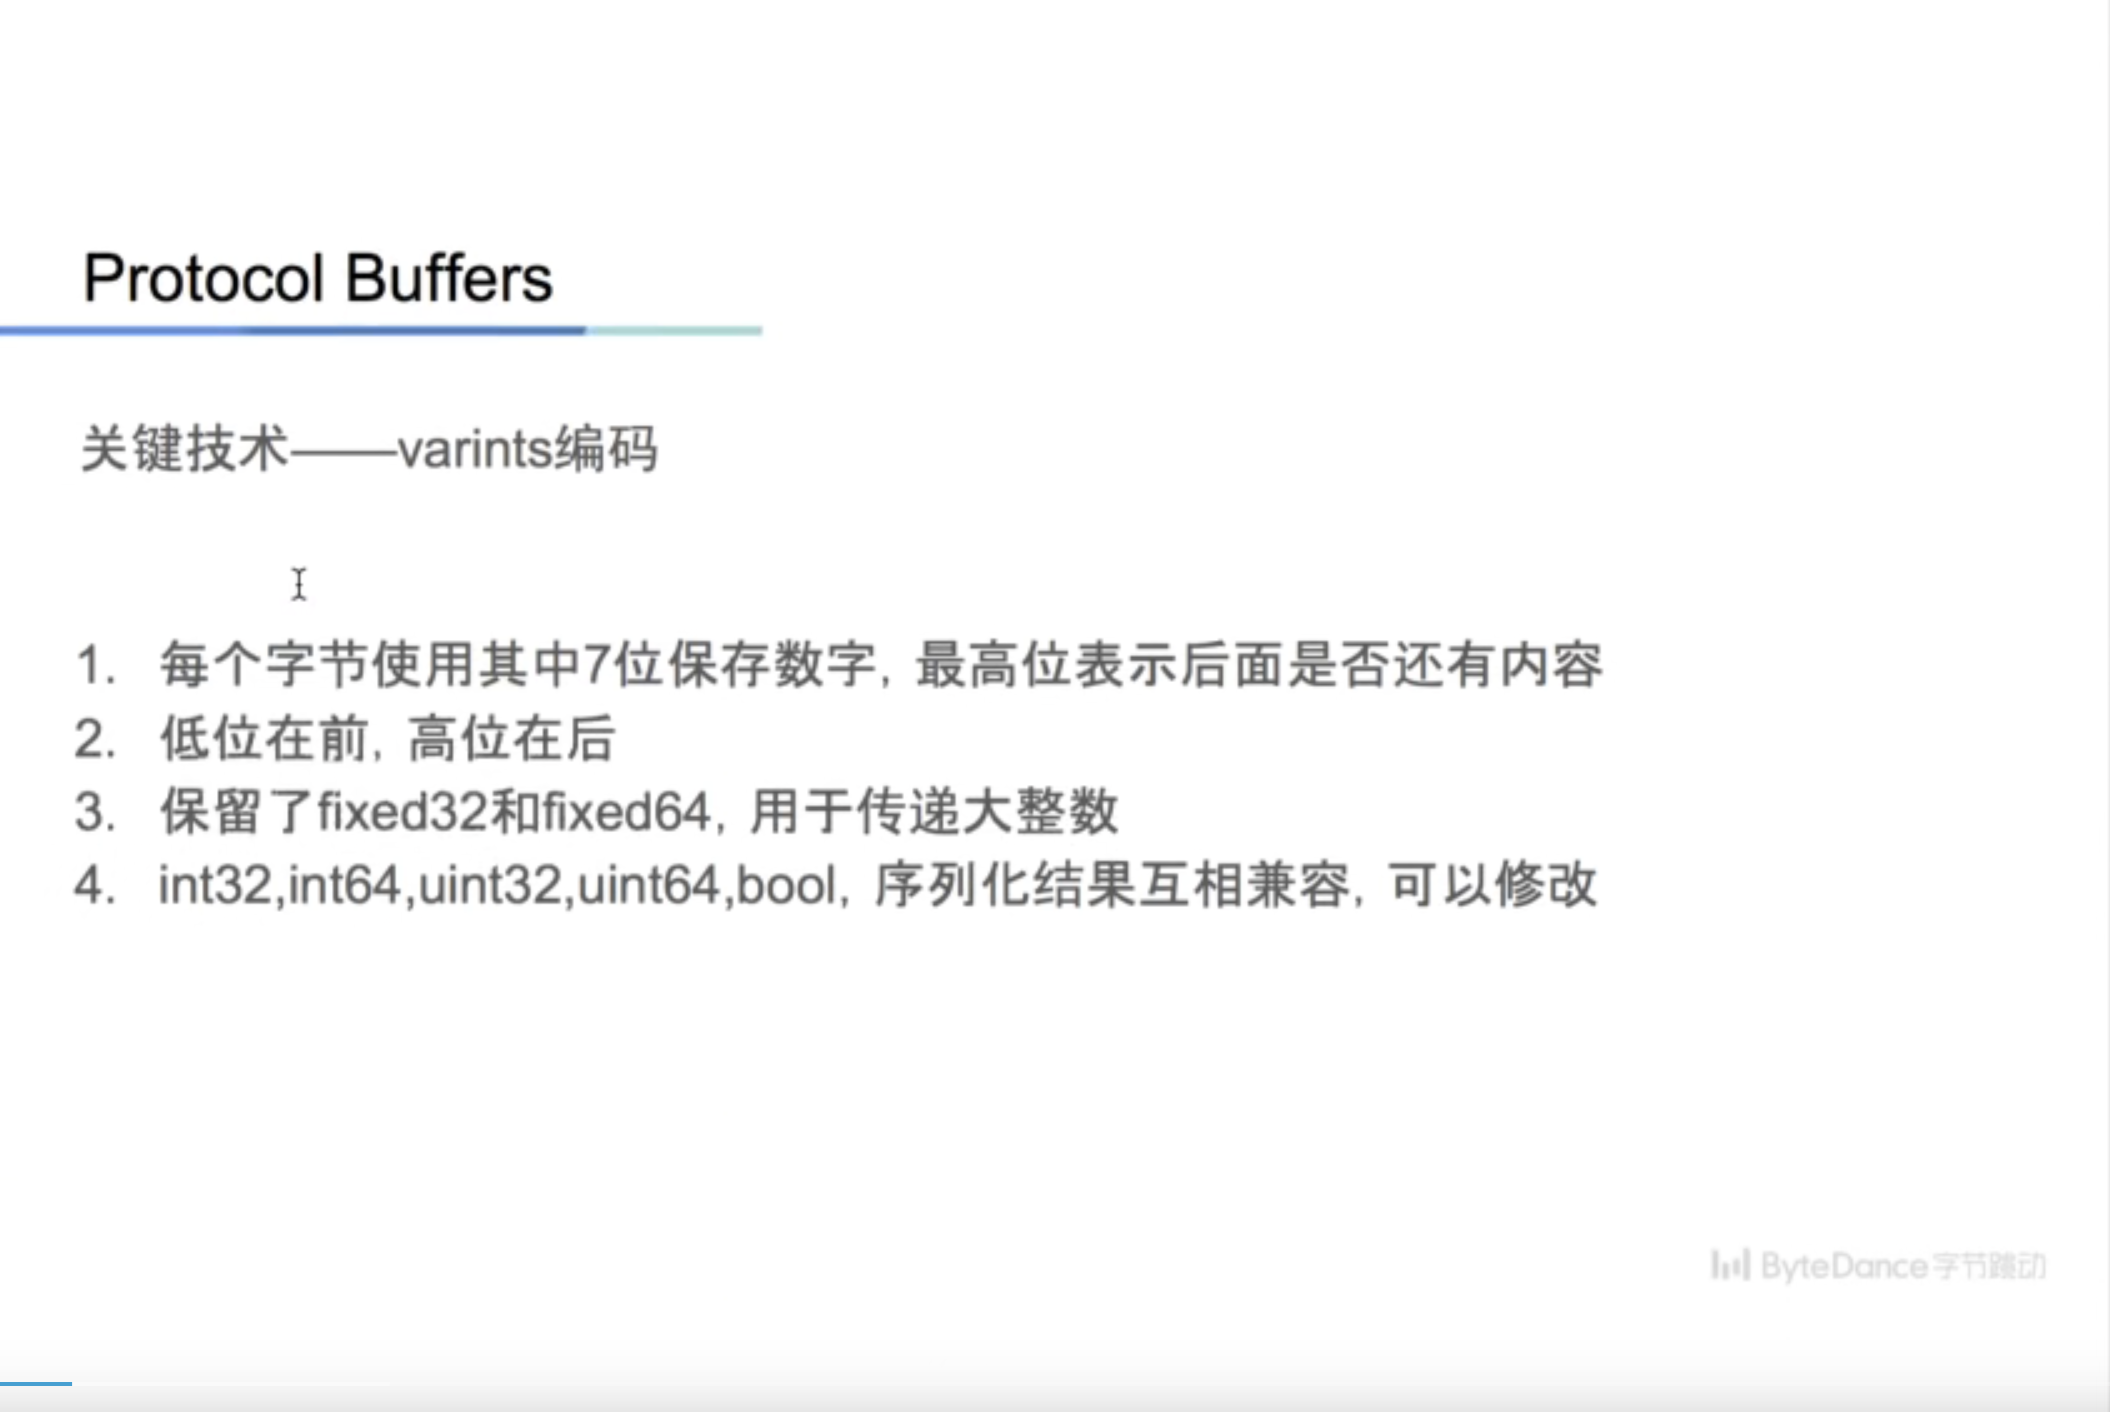 Protocol Buffers
关键技术——varints编码
1. 每个字节使用其中7位保存数字, 最高位表示后面是否还有内容
2. 低位在前, 高位在后
3. 保留了fixed32和fixed64, 用于传递大整数
4. int32,int64,uint32,uint64,bool, 序列化结果互相兼容, 可以修改
ByteDance字节跳动